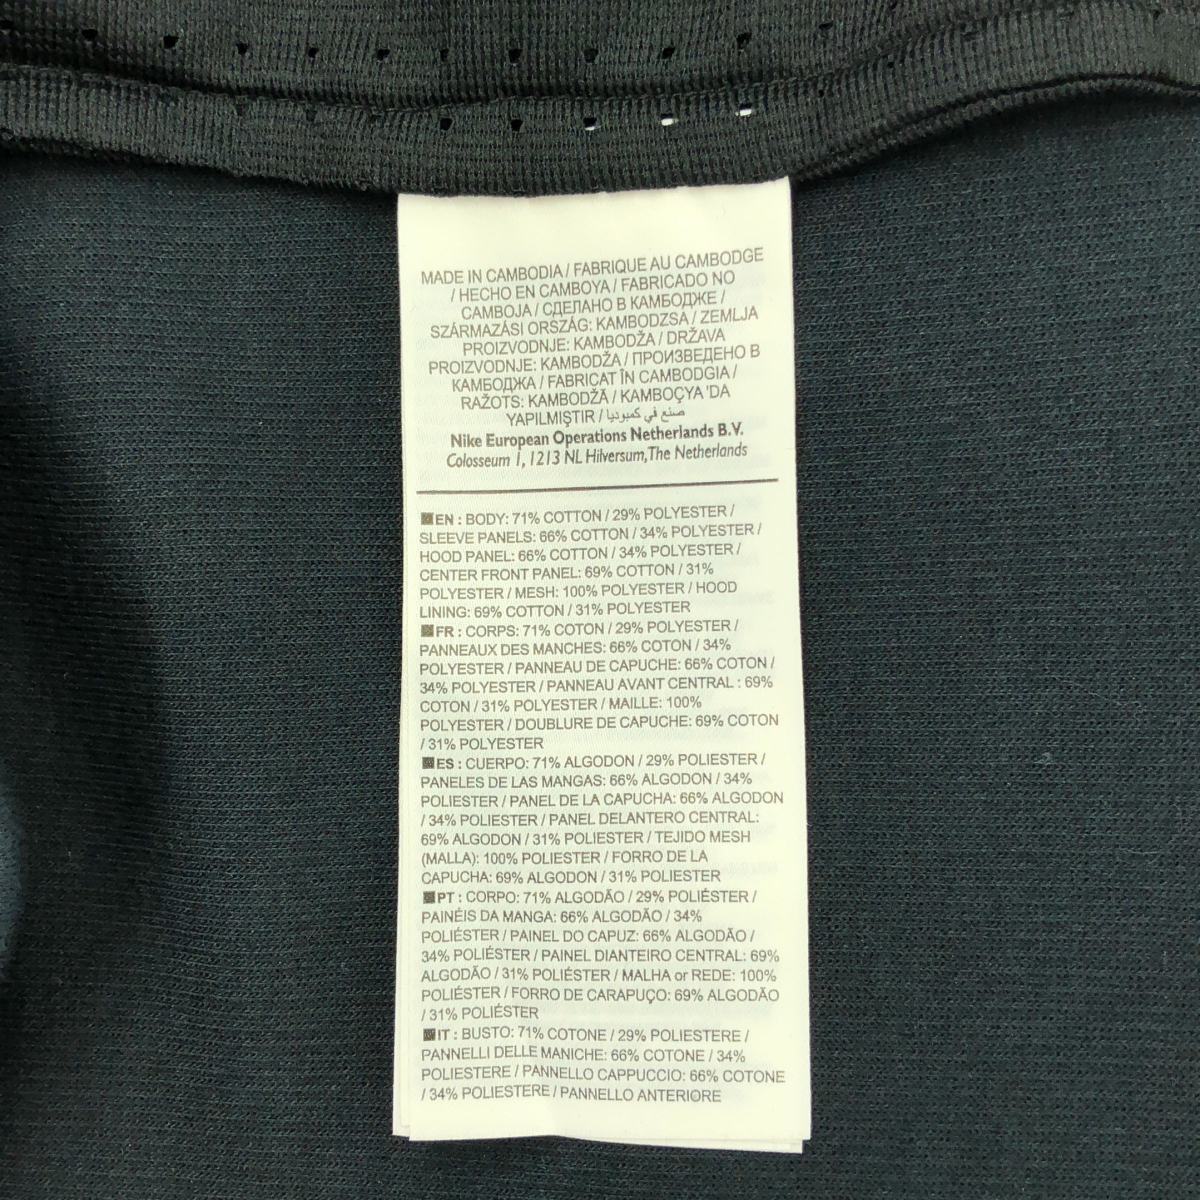 MADE IN CAMBODIA / FABRIQUE AU CAMBODGE
/ HECHO EN CAMBOYA / FABRICADO NO
CAMBOJA / СДЕЛАНО В КАМБОДЖЕ /
SZÁRMAZÁSI ORSZÁG: KAMBODZSA / ZEMLJA
PROIZVODNJE: KAMBODŽA / DRŽAVA
PROIZVODNJE: KAMBODŽA / ПРОИЗВЕДЕНО В
КАМБОДЖА / FABRICAT ÎN CAMBODGIA /
RAŽOTS: KAMBODŽĀ / KAMBOÇYA 'DA
YAPILMIŞTIR / صنع في كمبوديا
Nike European Operations Netherlands B.V.
Colosseum 1, 1213 NL Hilversum, The Netherlands
EN : BODY: 71% COTTON / 29% POLYESTER /
SLEEVE PANELS: 66% COTTON / 34% POLYESTER /
HOOD PANEL: 66% COTTON / 34% POLYESTER /
CENTER FRONT PANEL: 69% COTTON / 31%
POLYESTER / MESH: 100% POLYESTER / HOOD
LINING: 69% COTTON / 31% POLYESTER
FR : CORPS: 71% COTON / 29% POLYESTER /
PANNEAUX DES MANCHES: 66% COTON / 34%
POLYESTER / PANNEAU DE CAPUCHE: 66% COTON /
34% POLYESTER / PANNEAU AVANT CENTRAL : 69%
COTON / 31% POLYESTER / MAILLE: 100%
POLYESTER / DOUBLURE DE CAPUCHE: 69% COTON
/ 31% POLYESTER
ES : CUERPO: 71% ALGODON / 29% POLIESTER /
PANELES DE LAS MANGAS: 66% ALGODON / 34%
POLIESTER / PANEL DE LA CAPUCHA: 66% ALGODON
/ 34% POLIESTER / PANEL DELANTERO CENTRAL:
69% ALGODON / 31% POLIESTER / TEJIDO MESH
(MALLA): 100% POLIESTER / FORRO DE LA
CAPUCHA: 69% ALGODON / 31% POLIESTER
PT : CORPO: 71% ALGODÃO / 29% POLIÉSTER /
PAINÉIS DA MANGA: 66% ALGODÃO / 34%
POLIÉSTER / PAINEL DO CAPUZ: 66% ALGODÃO /
34% POLIÉSTER / PAINEL DIANTEIRO CENTRAL: 69%
ALGODÃO / 31% POLIÉSTER / MALHA or REDE: 100%
POLIÉSTER / FORRO DE CARAPUÇO: 69% ALGODÃO
/ 31% POLIÉSTER
IT : BUSTO: 71% COTONE / 29% POLIESTERE /
PANNELLI DELLE MANICHE: 66% COTONE / 34%
POLIESTERE / PANNELLO CAPPUCCIO: 66% COTONE
/ 34% POLIESTERE / PANNELLO ANTERIORE